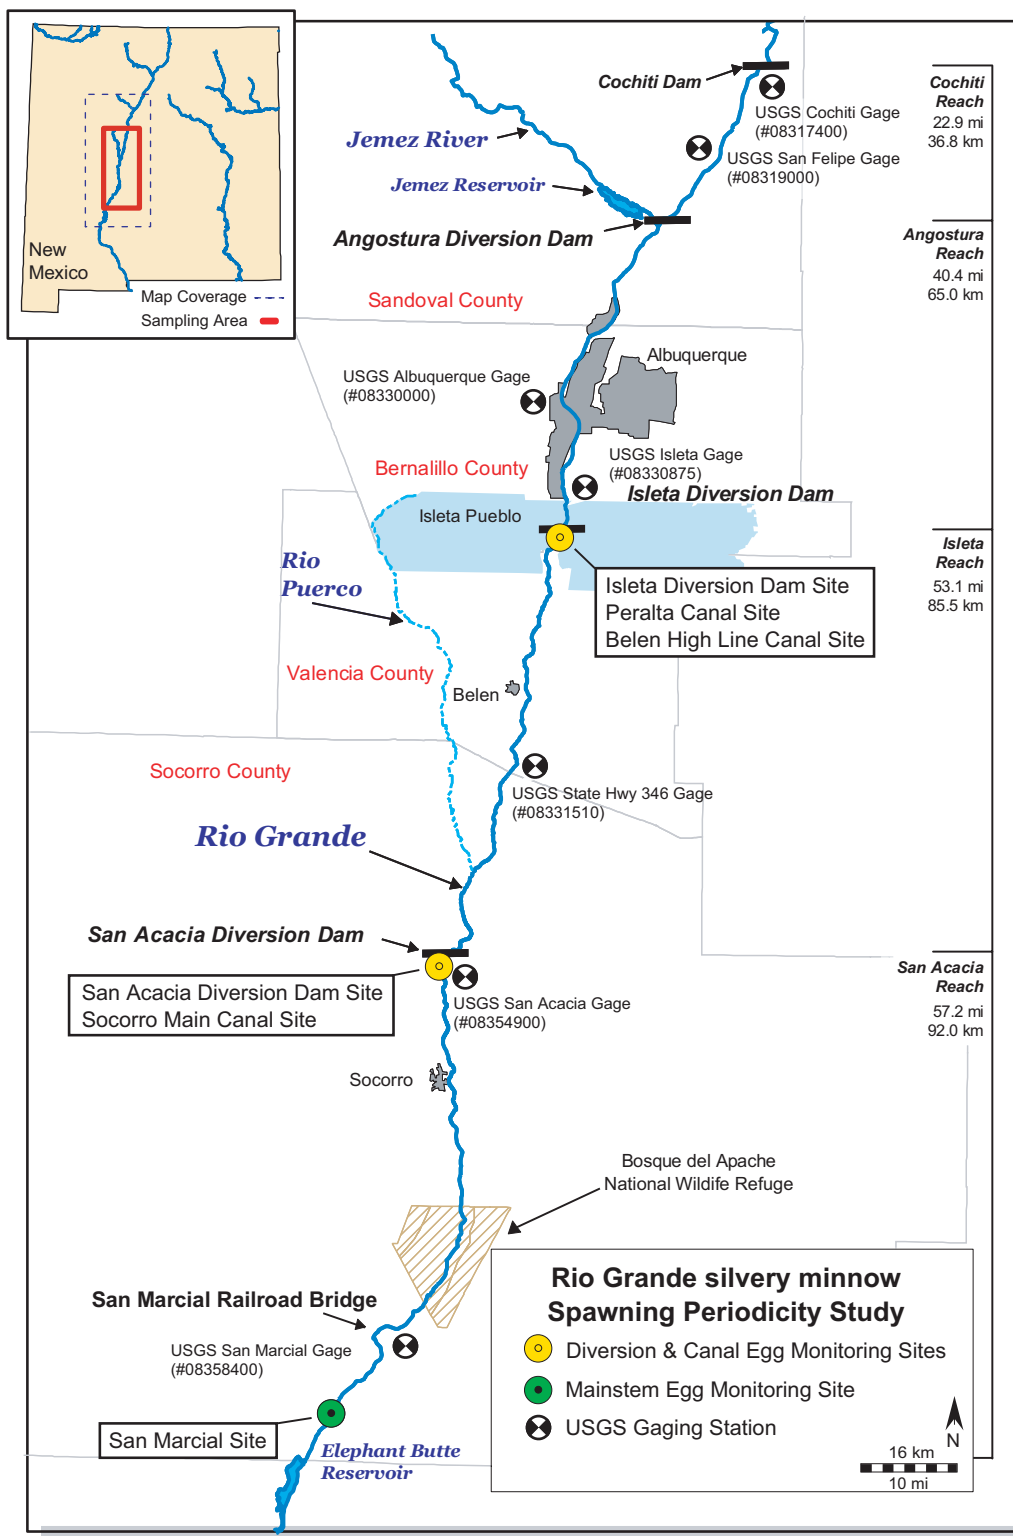 New
Mexico
Map Coverage
Sampling Area
Cochiti Dam
USGS Cochiti Gage
(#08317400)
USGS San Felipe Gage
(#08319000)
Cochiti
Reach
22.9 mi
36.8 km
Jemez River
Jemez Reservoir
Angostura Diversion Dam
Angostura
Reach
40.4 mi
65.0 km
Sandoval County
Albuquerque
USGS Albuquerque Gage
(#08330000)
USGS Isleta Gage
(#08330875)
Bernalillo County
Isleta Diversion Dam
Isleta Pueblo
Isleta
Reach
53.1 mi
85.5 km
Rio
Puerco
Isleta Diversion Dam Site
Peralta Canal Site
Belen High Line Canal Site
Valencia County
Belen
Socorro County
USGS State Hwy 346 Gage
(#08331510)
Rio Grande
San Acacia Diversion Dam
San Acacia
Reach
57.2 mi
92.0 km
San Acacia Diversion Dam Site
Socorro Main Canal Site
USGS San Acacia Gage
(#08354900)
Socorro
Bosque del Apache
National Wildlife Refuge
San Marcial Railroad Bridge
USGS San Marcial Gage
(#08358400)
San Marcial Site
Elephant Butte
Reservoir
Rio Grande silvery minnow
Spawning Periodicity Study
Diversion & Canal Egg Monitoring Sites
Mainstem Egg Monitoring Site
USGS Gaging Station
N
16 km
10 mi